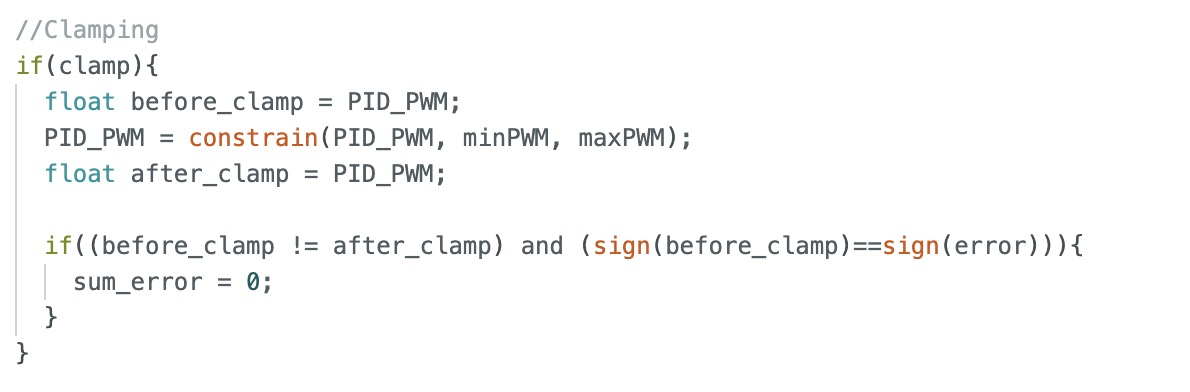 //Clamping
if(clamp){
  float before_clamp = PID_PWM;
  PID_PWM = constrain(PID_PWM, minPWM, maxPWM);
  float after_clamp = PID_PWM;

  if((before_clamp != after_clamp) and (sign(before_clamp)==sign(error))){
    sum_error = 0;
  }
}